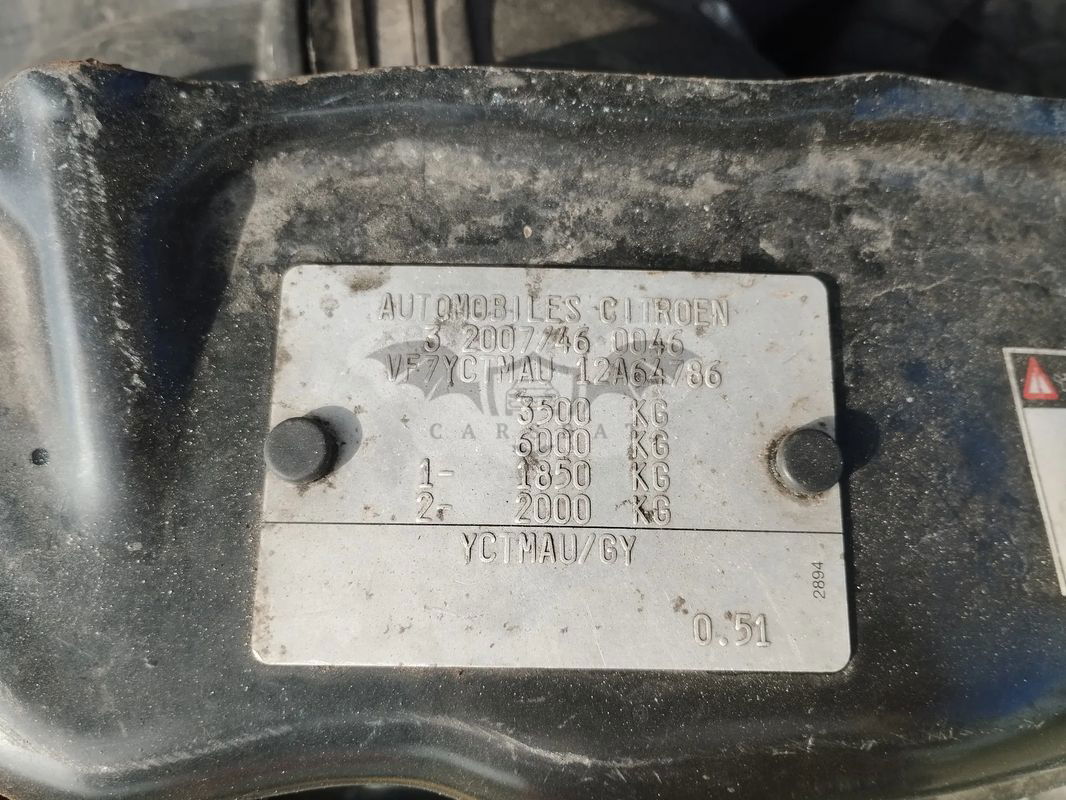 AUTOMOBILES CITROEN
3 2007/46 0046
VF7YCTMAU 12A64786
3500 KG
6000 KG
1- 1850 KG
2- 2000 KG
YCTMAU/GY
2894
0.51